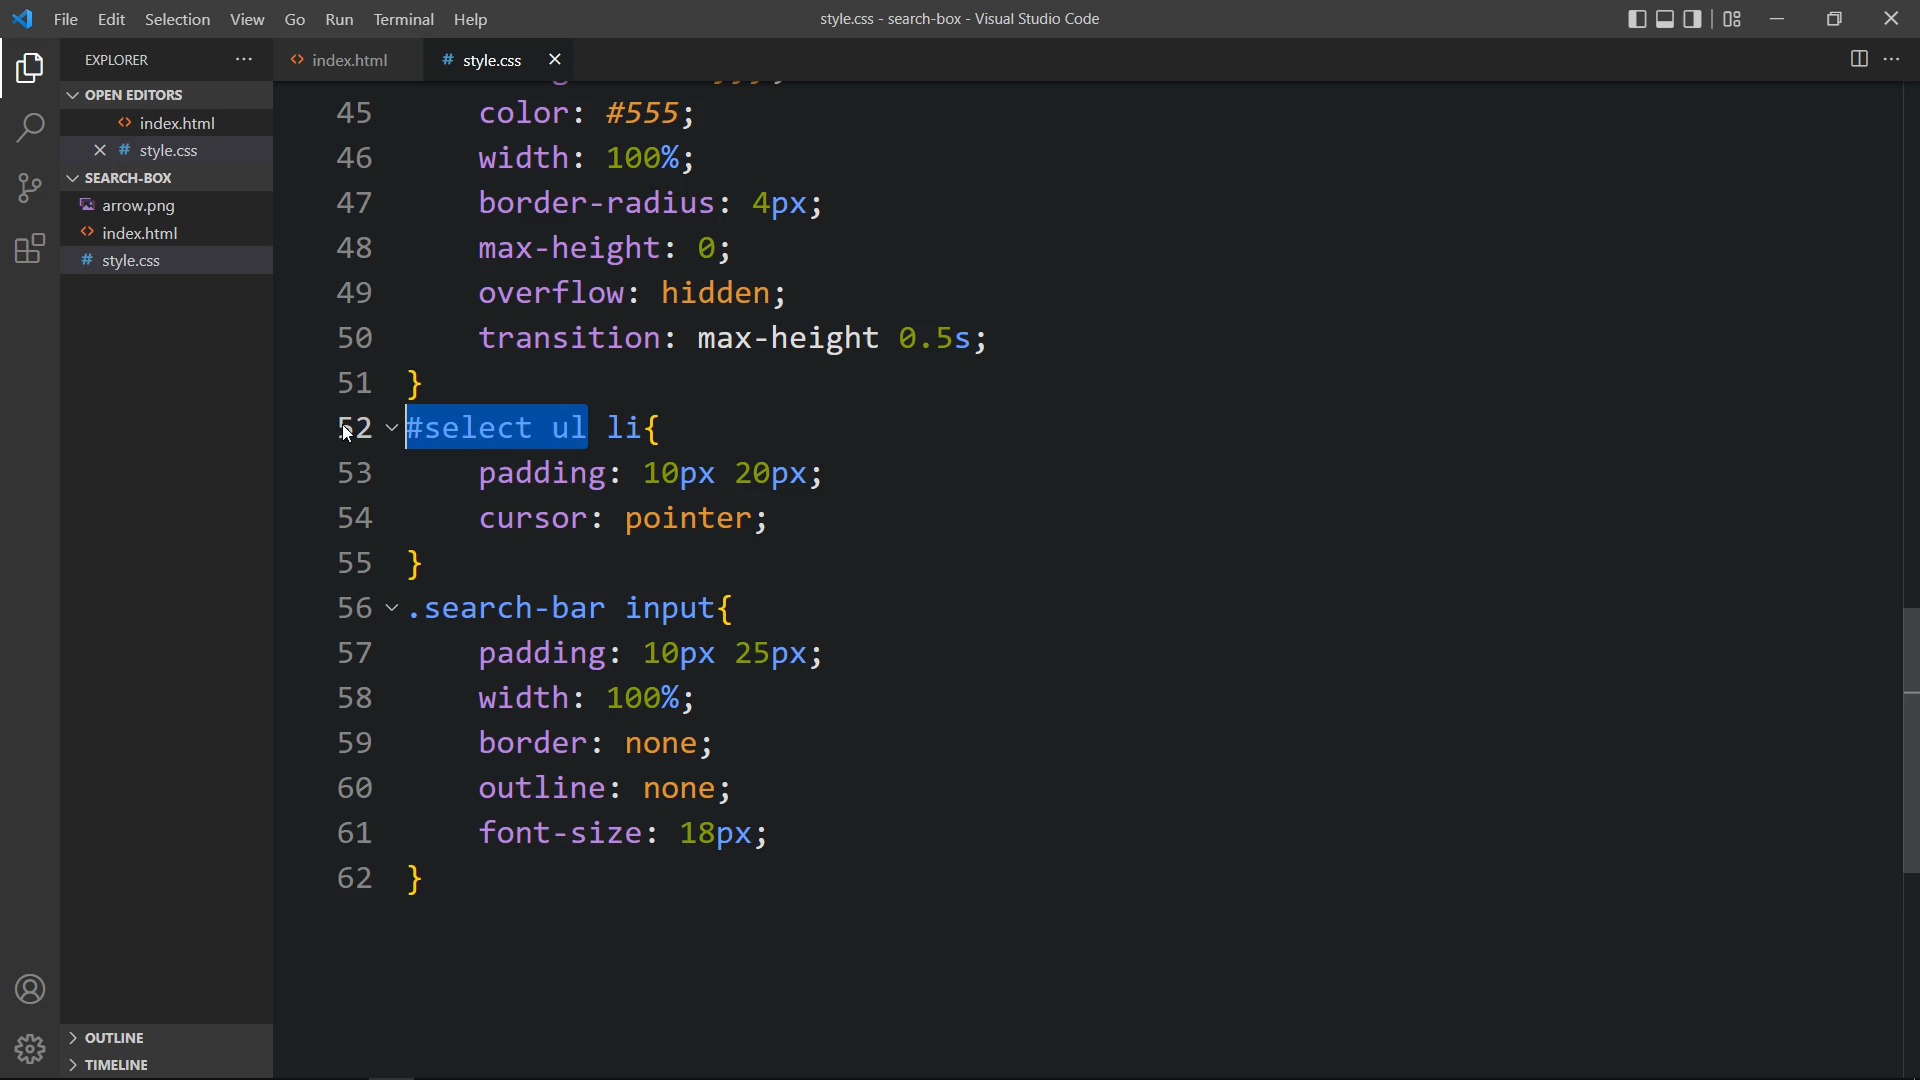 File Edit Selection View Go Run Terminal Help
style.css - search-box - Visual Studio Code
EXPLORER
index.html
# style.css
OPEN EDITORS
index.html
# style.css
SEARCH-BOX
arrow.png
index.html
# style.css
45 color: #555;
46 width: 100%;
47 border-radius: 4px;
48 max-height: 0;
49 overflow: hidden;
50 transition: max-height 0.5s;
51 }
52 #select ul li{
53 padding: 10px 20px;
54 cursor: pointer;
55 }
56 .search-bar input{
57 padding: 10px 25px;
58 width: 100%;
59 border: none;
60 outline: none;
61 font-size: 18px;
62 }
OUTLINE
TIMELINE